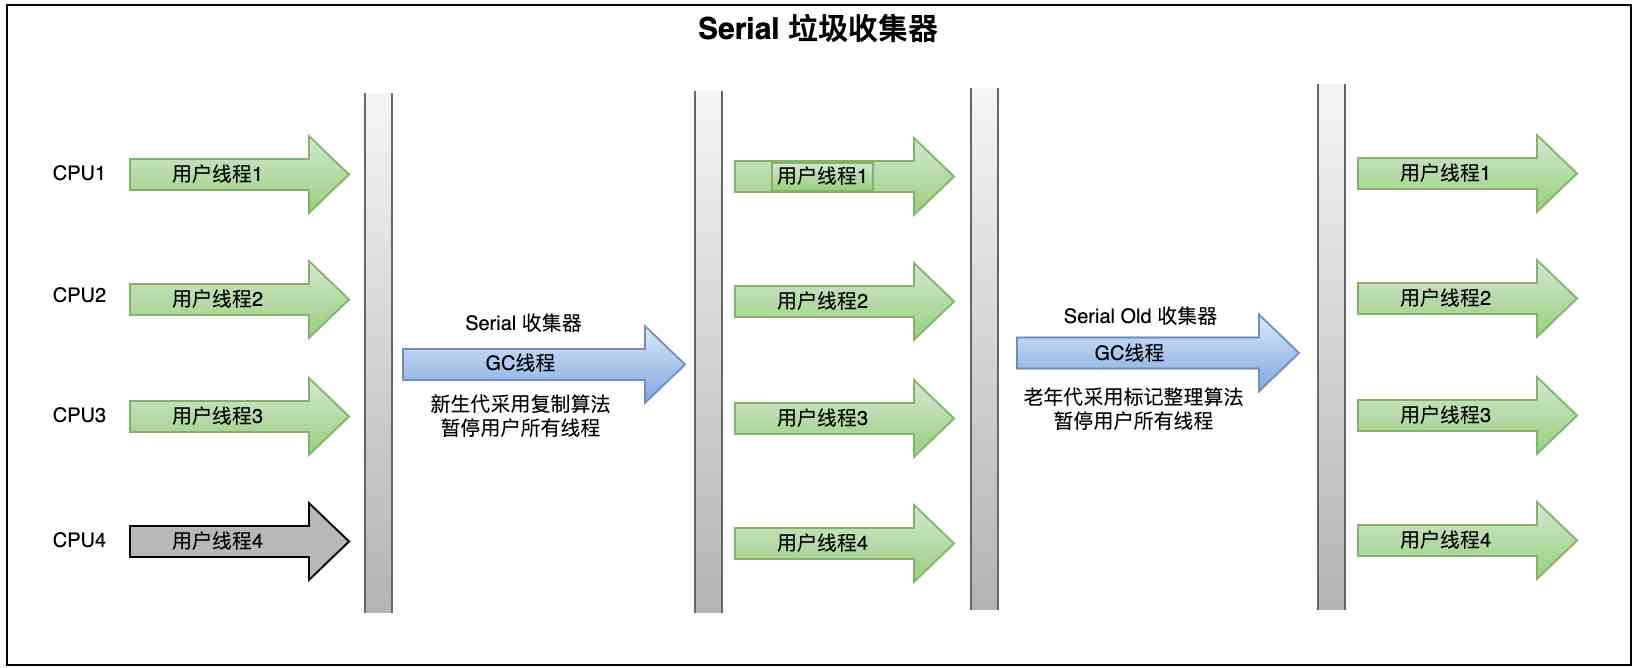 Serial 垃圾收集器
CPU1
用户线程1
用户线程1
用户线程1
CPU2
用户线程2
用户线程2
用户线程2
Serial 收集器
GC线程
新生代采用复制算法
暂停用户所有线程
Serial Old 收集器
GC线程
老年代采用标记整理算法
暂停用户所有线程
CPU3
用户线程3
用户线程3
用户线程3
CPU4
用户线程4
用户线程4
用户线程4